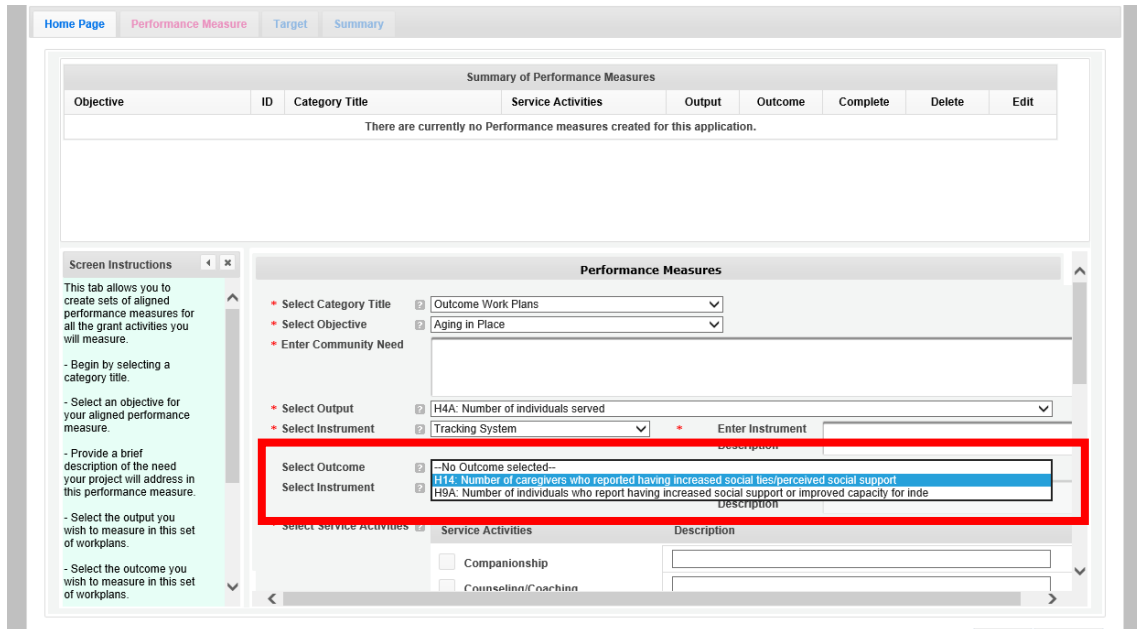 Home Page Performance Measure Target Summary
Summary of Performance Measures
Objective ID Category Title Service Activities Output Outcome Complete Delete Edit
There are currently no Performance measures created for this application.
Screen Instructions
This tab allows you to
create sets of aligned
performance measures for
all the grant activities you
will measure.
- Begin by selecting a
category title.
- Select an objective for
your aligned performance
measure.
- Provide a brief
description of the need
your project will address in
this performance measure.
- Select the output you
wish to measure in this set
of workplans.
- Select the outcome you
wish to measure in this set
of workplans.
Performance Measures
* Select Category Title ? Outcome Work Plans
* Select Objective ? Aging in Place
* Enter Community Need
* Select Output ? H4A: Number of individuals served
* Select Instrument ? Tracking System * Enter Instrument
Description
Select Outcome ? --No Outcome selected--
H14: Number of caregivers who reported having increased social ties/perceived social support
Select Instrument ? H9A: Number of individuals who report having increased social support or improved capacity for inde
Description
* Select Service Activities ? Service Activities Description
Companionship
Counseling/Coaching